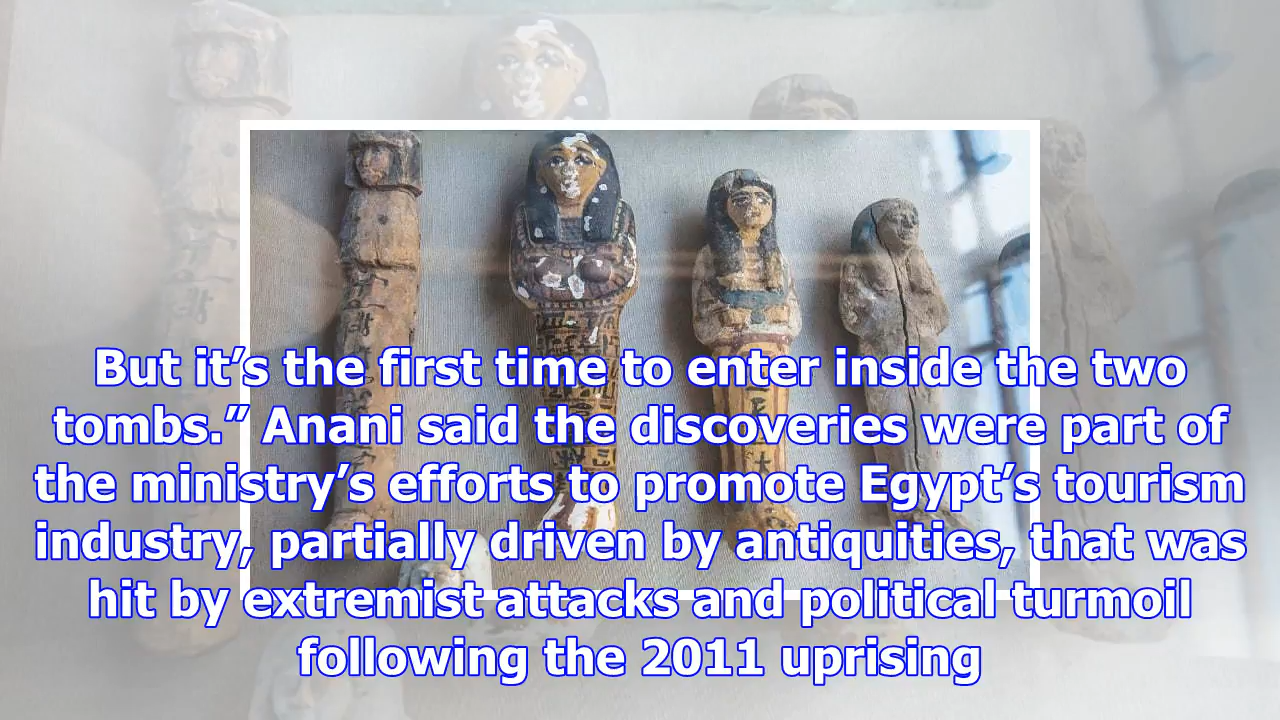 But it’s the first time to enter inside the two
tombs.” Anani said the discoveries were part of
the ministry’s efforts to promote Egypt’s tourism
industry, partially driven by antiquities, that was
hit by extremist attacks and political turmoil
following the 2011 uprising